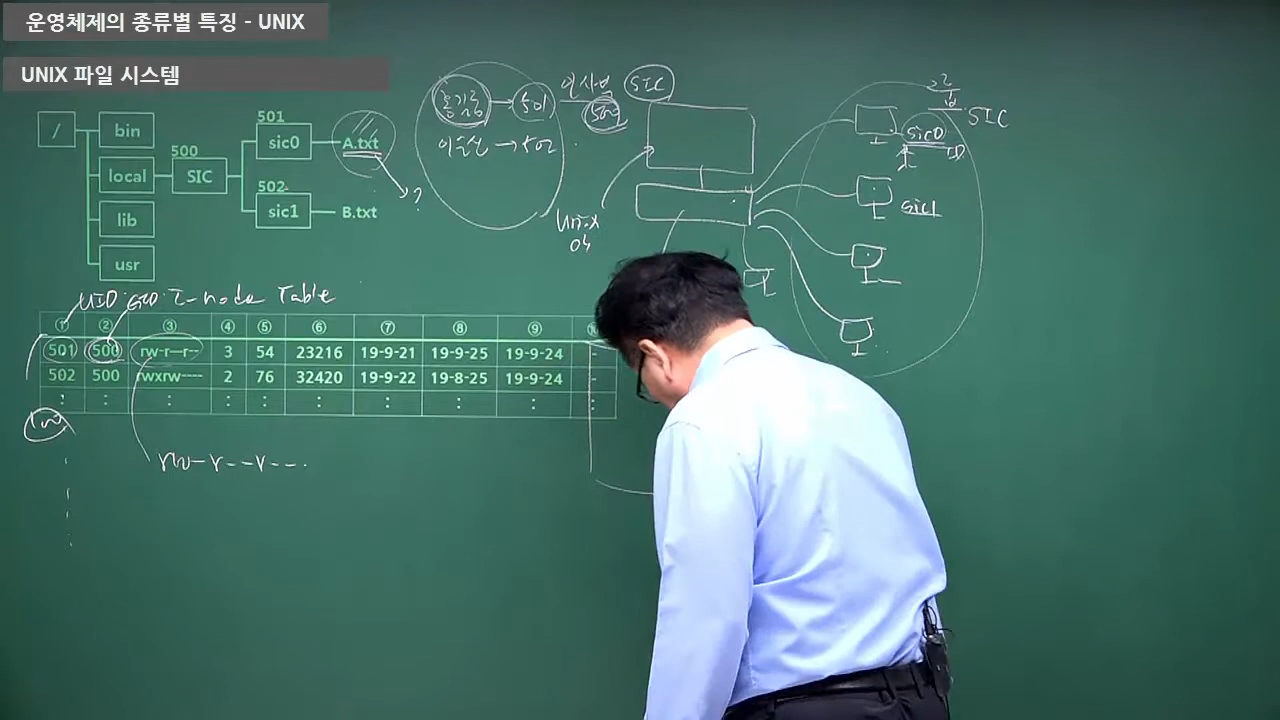 운영체제의 종류별 특징 - UNIX
UNIX 파일 시스템
/
bin
local
lib
usr
500
SIC
501
sic0
A.txt
502
sic1
B.txt
?
홍길동 → 501
이순신 → 502
500
SIC
Unix
OS
SIC
sic0
ID
sic1
UID GID I-node Table
① ② ③ ④ ⑤ ⑥ ⑦ ⑧ ⑨
501 500 rw-r--r-- 3 54 23216 19-9-21 19-9-25 19-9-24 -
502 500 rwxrw---- 2 76 32420 19-9-22 19-8-25 19-9-24 -
: : : : : : : : : :
rw-r--r--